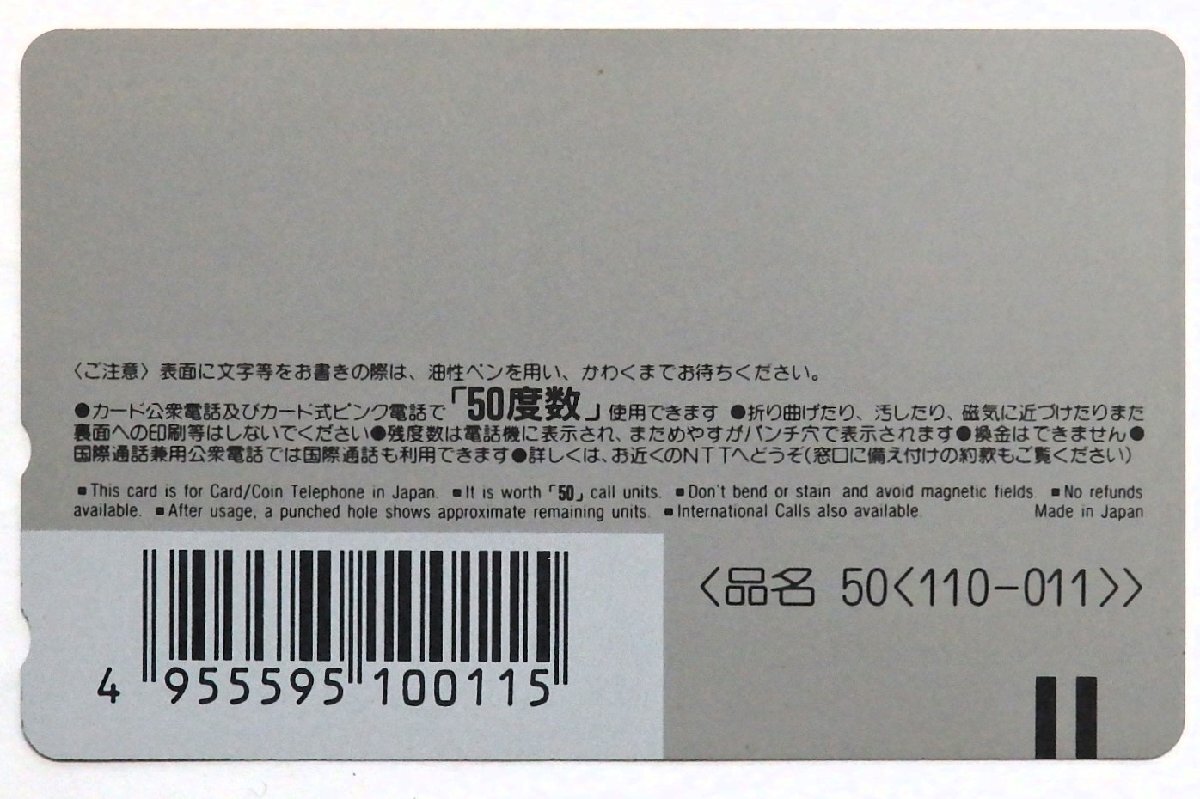 〈ご注意〉表面に文字等をお書きの際は、油性ペンを用い、かわくまでお待ちください。
●カード公衆電話及びカード式ピンク電話で「50度数」使用できます ●折り曲げたり、汚したり、磁気に近づけたりまた
裏面への印刷等はしないでください●残度数は電話機に表示され、まためやすがパンチ穴で表示されます●換金はできません●
国際通話兼用公衆電話では国際通話も利用できます●詳しくは、お近くのNTTへどうぞ(窓口に備え付けの約款もご覧ください)
■This card is for Card/Coin Telephone in Japan. ■It is worth「50」call units. ■Don't bend or stain and avoid magnetic fields. ■No refunds
available. ■After usage, a punched hole shows approximate remaining units. ■International Calls also available. Made in Japan
〈品名 50〈110-011〉〉
4 955595 100115